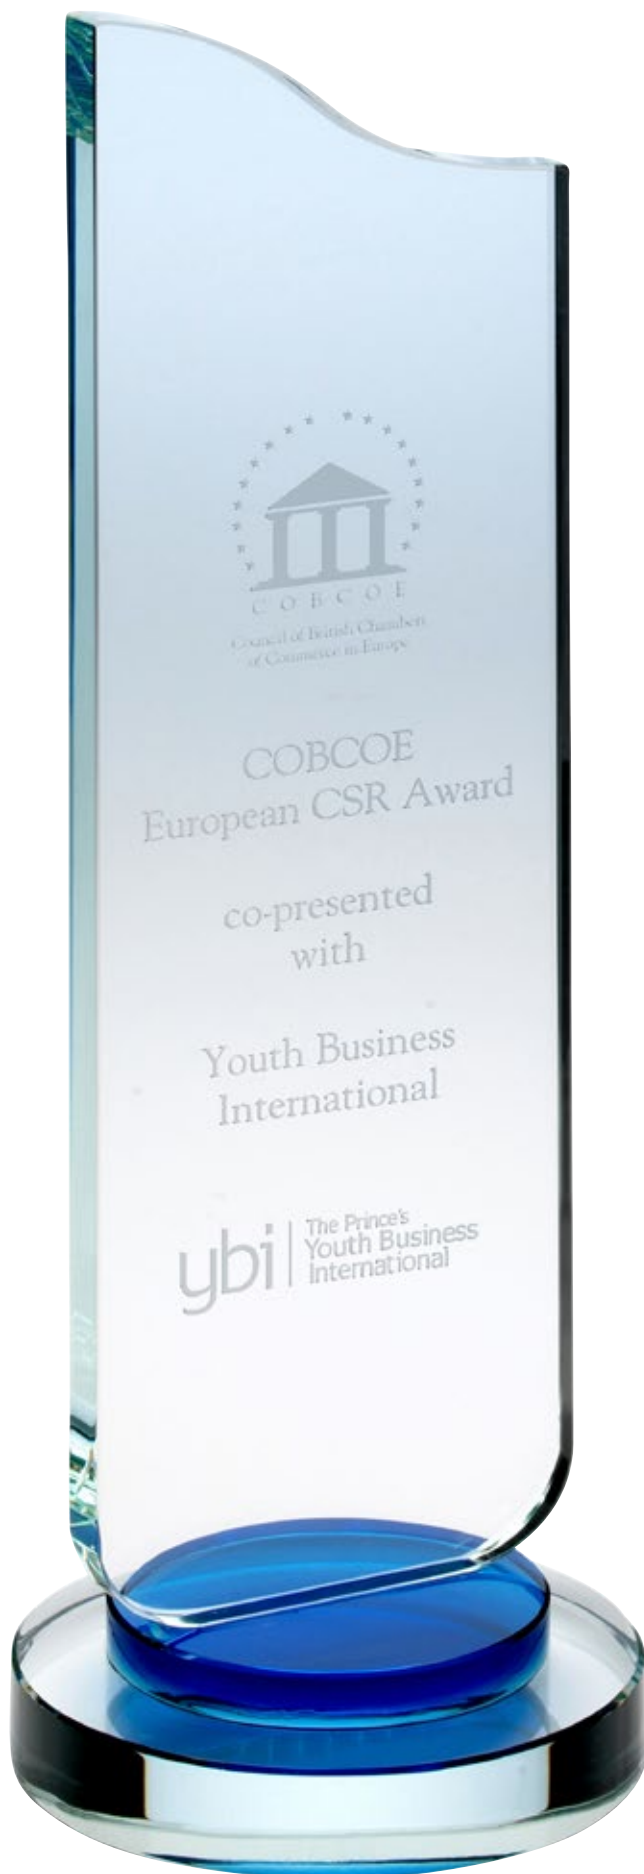 COBCOE
Council of British Chambers
of Commerce in Europe
COBCOE
European CSR Award
co-presented
with
Youth Business
International
ybi
The Prince's
Youth Business
International